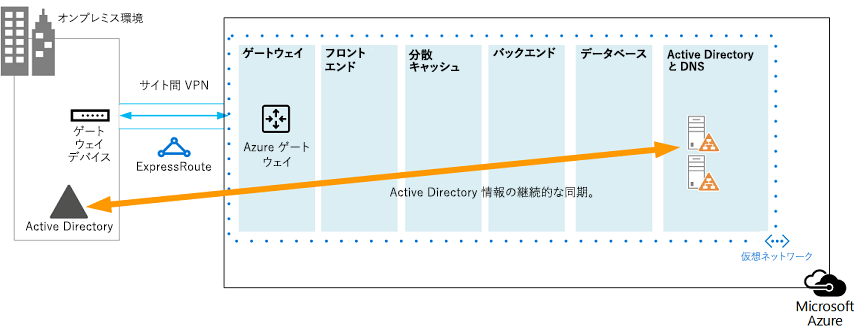 オンプレミス環境
ゲートウェイ
フロント
エンド
分散
キャッシュ
バックエンド
データベース
Active Directory
と DNS
サイト間 VPN
ゲート
ウェイ
デバイス
ExpressRoute
Azure ゲート
ウェイ
Active Directory 情報の継続的な同期。
Active Directory
仮想ネットワーク
Microsoft
Azure